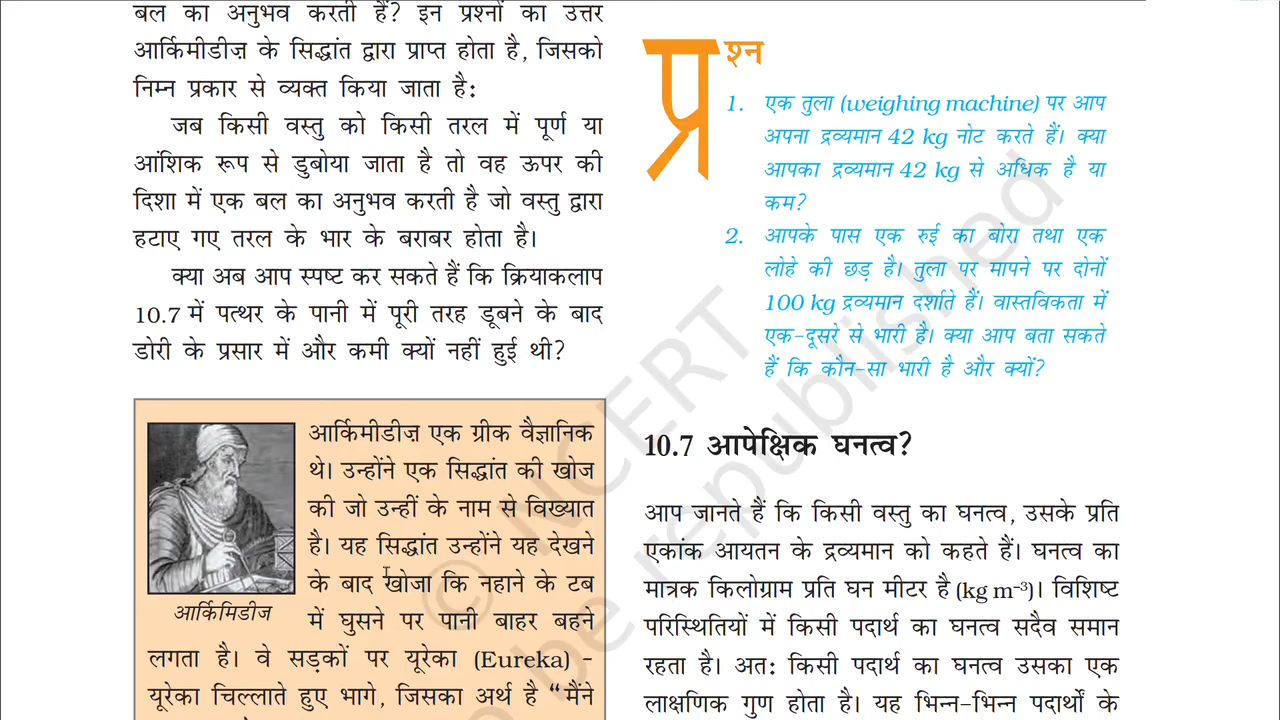 बल का अनुभव करती हैं? इन प्रश्नों का उत्तर
आर्किमीडीज़ के सिद्धांत द्वारा प्राप्त होता है, जिसको
निम्न प्रकार से व्यक्त किया जाता है:
जब किसी वस्तु को किसी तरल में पूर्ण या
आंशिक रूप से डुबोया जाता है तो वह ऊपर की
दिशा में एक बल का अनुभव करती है जो वस्तु द्वारा
हटाए गए तरल के भार के बराबर होता है।
क्या अब आप स्पष्ट कर सकते हैं कि क्रियाकलाप
10.7 में पत्थर के पानी में पूरी तरह डूबने के बाद
डोरी के प्रसार में और कमी क्यों नहीं हुई थी?
आर्किमीडीज़ एक ग्रीक वैज्ञानिक
थे। उन्होंने एक सिद्धांत की खोज
की जो उन्हीं के नाम से विख्यात
है। यह सिद्धांत उन्होंने यह देखने
के बाद खोजा कि नहाने के टब
में घुसने पर पानी बाहर बहने
आर्किमिडीज
लगता है। वे सड़कों पर यूरेका (Eureka) -
यूरेका चिल्लाते हुए भागे, जिसका अर्थ है “मैंने
प्रश्न
1. एक तुला (weighing machine) पर आप
अपना द्रव्यमान 42 kg नोट करते हैं। क्या
आपका द्रव्यमान 42 kg से अधिक है या
कम?
2. आपके पास एक रुई का बोरा तथा एक
लोहे की छड़ है। तुला पर मापने पर दोनों
100 kg द्रव्यमान दर्शाते हैं। वास्तविकता में
एक-दूसरे से भारी है। क्या आप बता सकते
हैं कि कौन-सा भारी है और क्यों?
10.7 आपेक्षिक घनत्व?
आप जानते हैं कि किसी वस्तु का घनत्व, उसके प्रति
एकांक आयतन के द्रव्यमान को कहते हैं। घनत्व का
मात्रक किलोग्राम प्रति घन मीटर है (kg m⁻³)। विशिष्ट
परिस्थितियों में किसी पदार्थ का घनत्व सदैव समान
रहता है। अत: किसी पदार्थ का घनत्व उसका एक
लाक्षणिक गुण होता है। यह भिन्न-भिन्न पदार्थों के
© NCERT
be republished